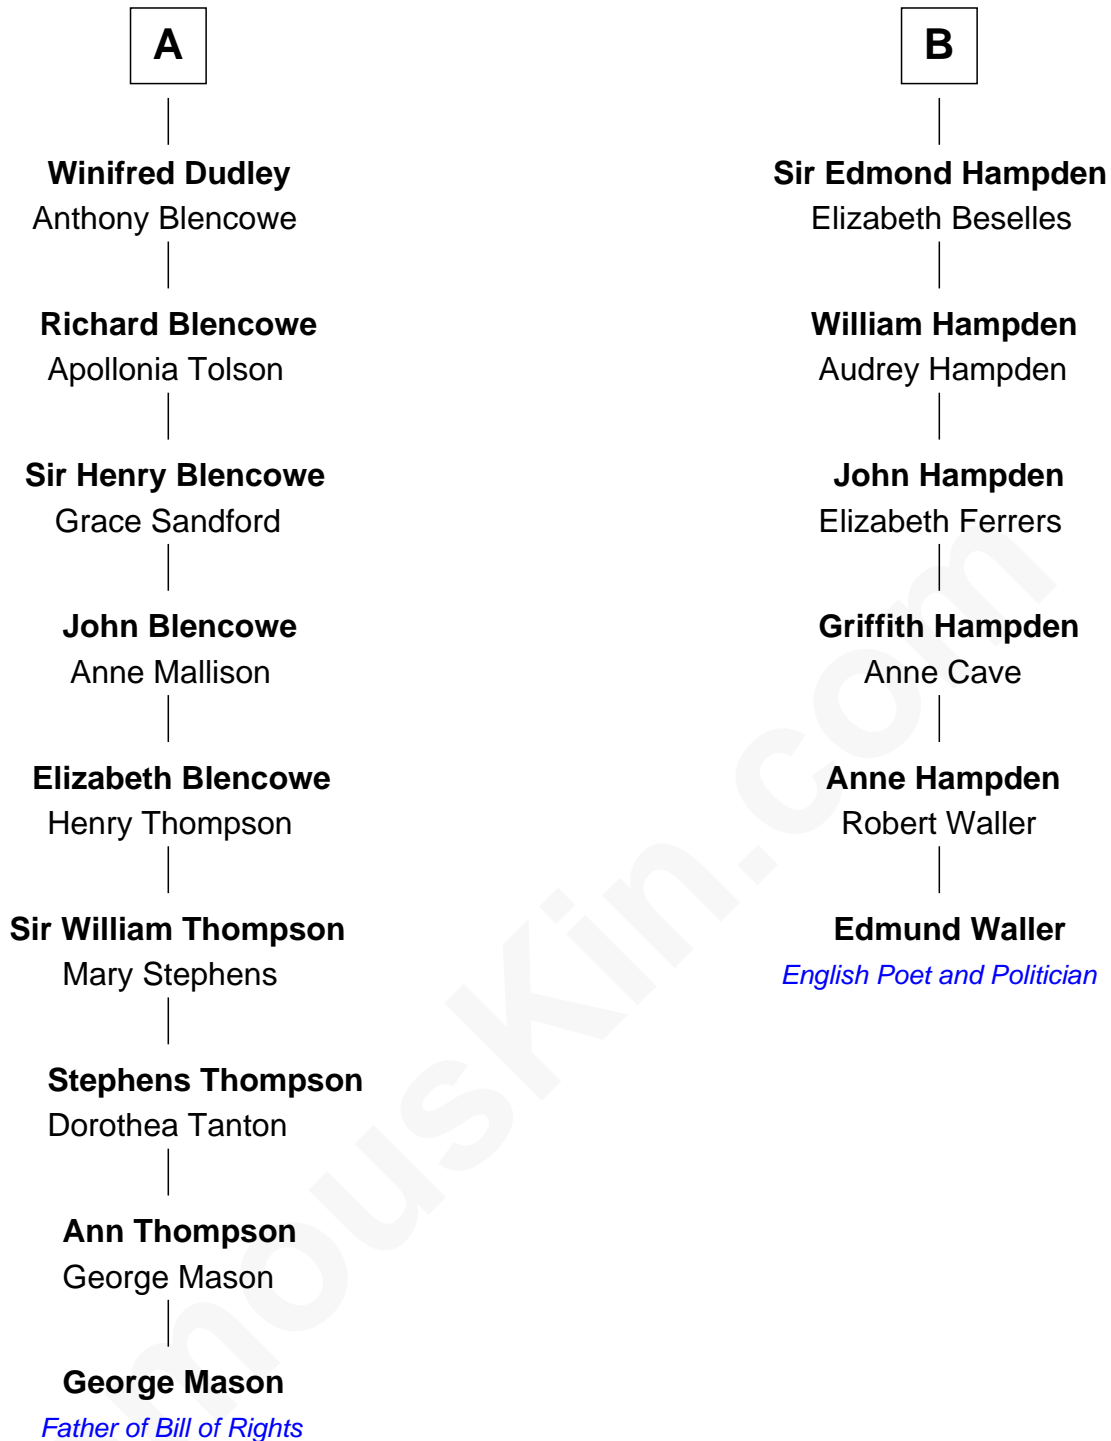 A
Winifred Dudley
Anthony Blencowe
Richard Blencowe
Apollonia Tolson
Sir Henry Blencowe
Grace Sandford
John Blencowe
Anne Mallison
Elizabeth Blencowe
Henry Thompson
Sir William Thompson
Mary Stephens
Stephens Thompson
Dorothea Tanton
Ann Thompson
George Mason
George Mason
Father of Bill of Rights
B
Sir Edmond Hampden
Elizabeth Beselles
William Hampden
Audrey Hampden
John Hampden
Elizabeth Ferrers
Griffith Hampden
Anne Cave
Anne Hampden
Robert Waller
Edmund Waller
English Poet and Politician
mouskin.com